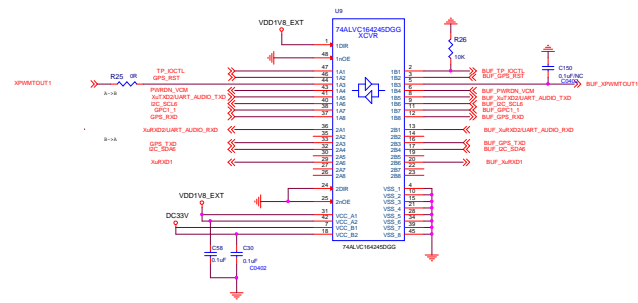 U9
74ALVC164245DGG
XCVR
VDD1V8_EXT
1 1DIR
48 1nOE
R26
10K
C150
0.1uF/NC
C0402
R25 0R
XPWMTOUT1
BUF_XPWMTOUT1
A-->B
B-->A
TP_IOCTL 47 1A1 1B1 2 BUF_TP_IOCTL
GPS_RST 46 1A2 1B2 3 BUF_GPS_RST
44 1A3 1B3 5
PWRDN_VCM 43 1A4 1B4 6 BUF_PWRDN_VCM
XuTXD2/UART_AUDIO_TXD 41 1A5 1B5 8 BUF_XuTXD2/UART_AUDIO_TXD
I2C_SCL6 40 1A6 1B6 9 BUF_I2C_SCL6
GPC1_1 38 1A7 1B7 11 BUF_GPC1_1
GPS_RXD 37 1A8 1B8 12 BUF_GPS_RXD
XuRXD2/UART_AUDIO_RXD 36 2A1 2B1 13 BUF_XuRXD2/UART_AUDIO_RXD
35 2A2 2B2 14
GPS_TXD 33 2A3 2B3 16 BUF_GPS_TXD
I2C_SDA6 32 2A4 2B4 17 BUF_I2C_SDA6
30 2A5 2B5 19
XuRXD1 29 2A6 2B6 20 BUF_XuRXD1
27 2A7 2B7 22
26 2A8 2B8 23
24 2DIR VSS_1 4
25 2nOE VSS_2 10
VSS_3 15
VDD1V8_EXT
VSS_4 21
31 VCC_A1 VSS_5 28
42 VCC_A2 VSS_6 34
DC33V
7 VCC_B1 VSS_7 39
18 VCC_B2 VSS_8 45
74ALVC164245DGG
C58
0.1uF
C30
0.1uF
C0402